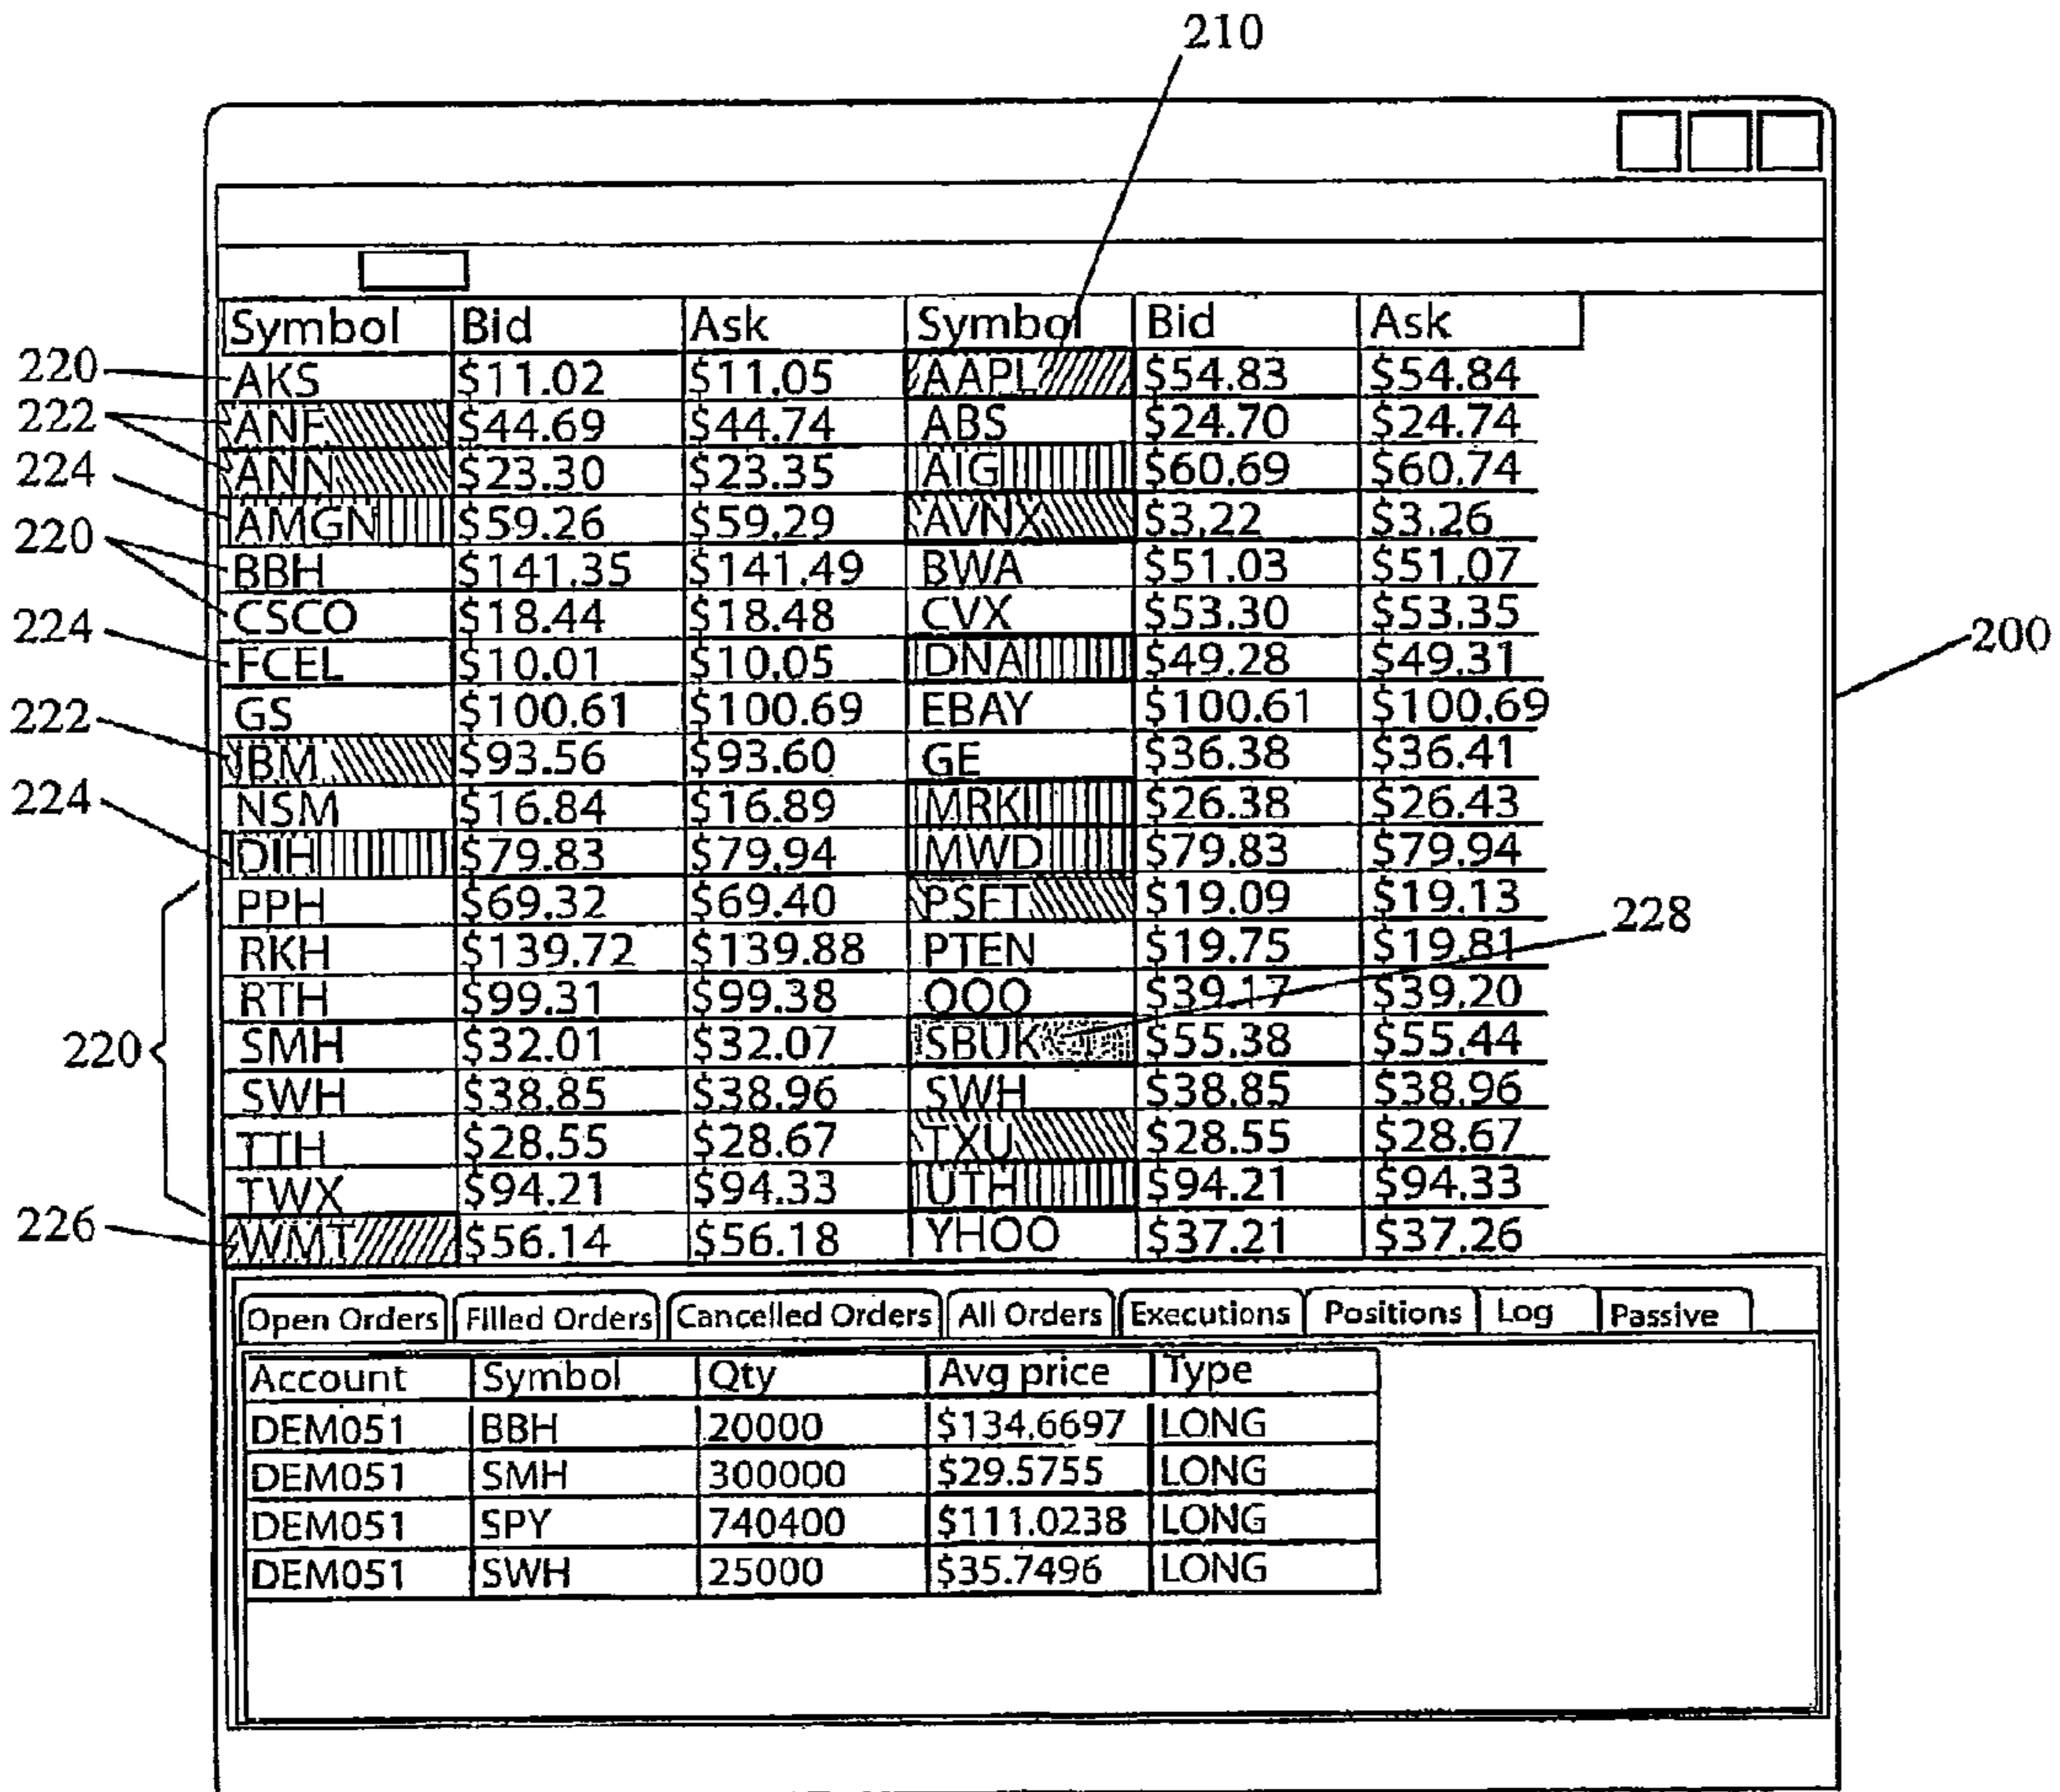 210
Symbol Bid Ask Symbol Bid Ask
220 AKS $11.02 $11.05 AAPL $54.83 $54.84
222 ANF $44.69 $44.74 ABS $24.70 $24.74
224 ANN $23.30 $23.35 AIG $60.69 $60.74
220 AMGN $59.26 $59.29 AVNX $3.22 $3.26
BBH $141.35 $141.49 BWA $51.03 $51.07
224 CSCO $18.44 $18.48 CVX $53.30 $53.35
FCEL $10.01 $10.05 DNA $49.28 $49.31 200
222 GS $100.61 $100.69 EBAY $100.61 $100.69
IBM $93.56 $93.60 GE $36.38 $36.41
224 NSM $16.84 $16.89 MRK $26.38 $26.43
DIH $79.83 $79.94 MWD $79.83 $79.94
PPH $69.32 $69.40 PSFT $19.09 $19.13 228
RKH $139.72 $139.88 PTEN $19.75 $19.81
RTH $99.31 $99.38 QQQ $39.17 $39.20
220 SMH $32.01 $32.07 SBUK $55.38 $55.44
SWH $38.85 $38.96 SWH $38.85 $38.96
TTH $28.55 $28.67 TXU $28.55 $28.67
TWX $94.21 $94.33 UTH $94.21 $94.33
226 WMT $56.14 $56.18 YHOO $37.21 $37.26
Open Orders Filled Orders Cancelled Orders All Orders Executions Positions Log Passive
Account Symbol Qty Avg price Type
DEM051 BBH 20000 $134.6697 LONG
DEM051 SMH 300000 $29.5755 LONG
DEM051 SPY 740400 $111.0238 LONG
DEM051 SWH 25000 $35.7496 LONG